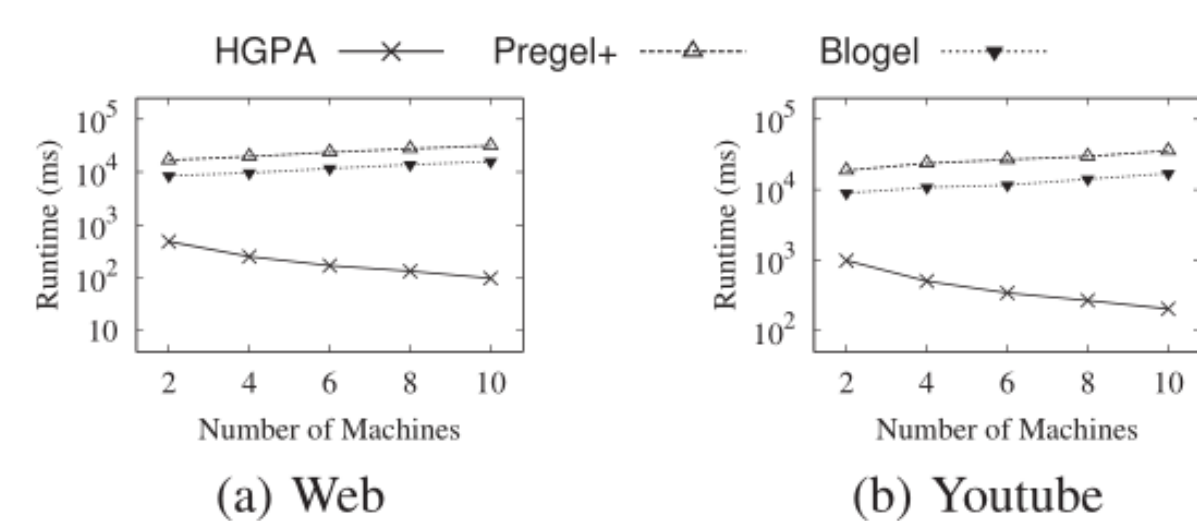 HGPA Pregel+ Blogel
10^5
10^4
10^3
10^2
10
Runtime (ms)
2 4 6 8 10
Number of Machines
(a) Web
10^5
10^4
10^3
10^2
Runtime (ms)
2 4 6 8 10
Number of Machines
(b) Youtube